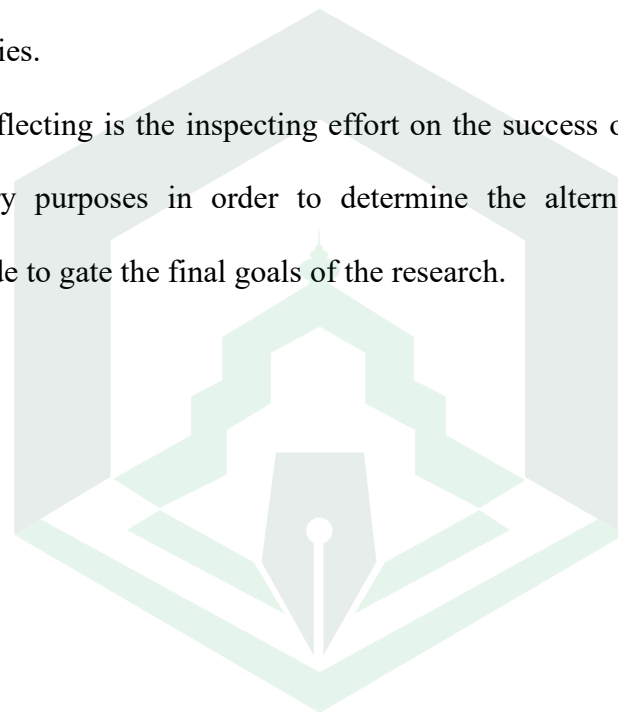 ies.
flecting is the inspecting effort on the success o
ry purposes in order to determine the altern
le to gate the final goals of the research.